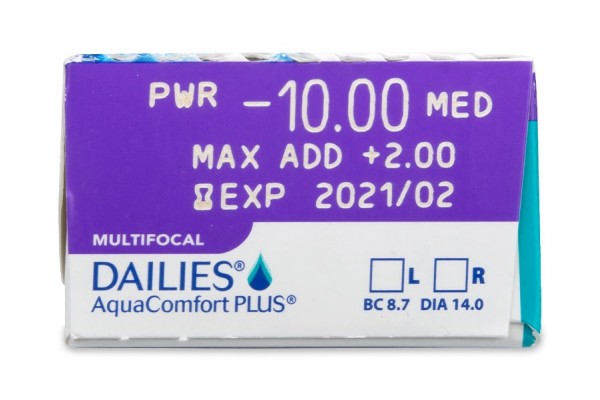 PWR -10.00 MED
MAX ADD +2.00
EXP 2021/02
MULTIFOCAL
DAILIES®
AquaComfort PLUS®
L R
BC 8.7 DIA 14.0